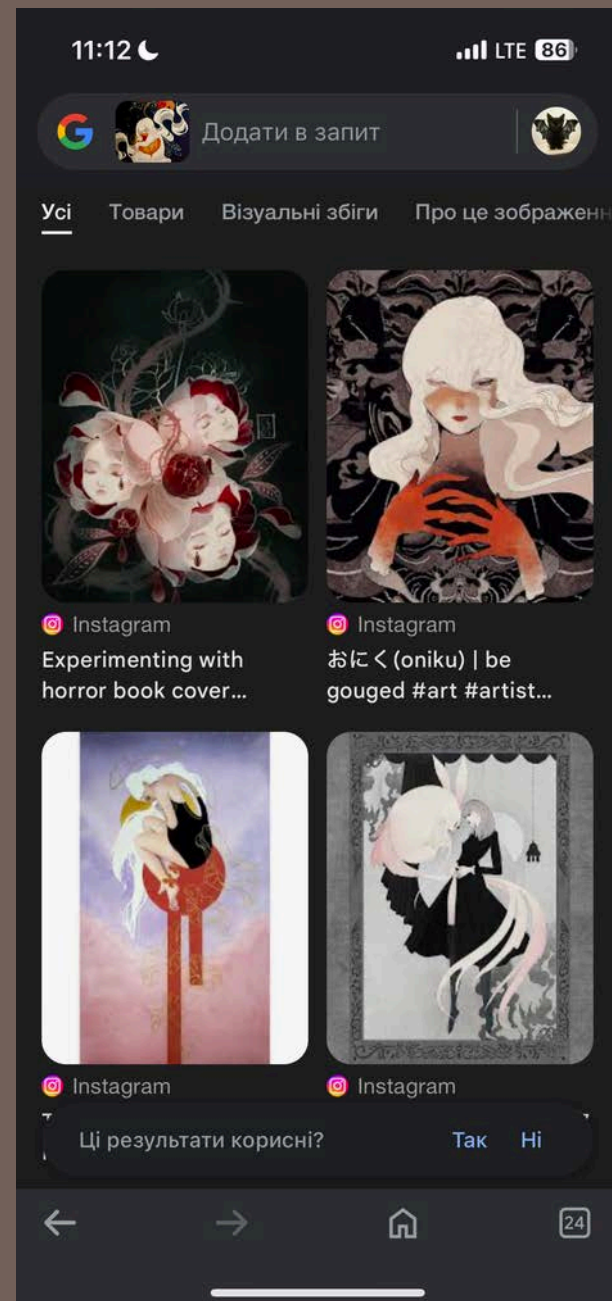 11:12
LTE 86
Додати в запит
Усі Товари Візуальні збіги Про це зображенн
Instagram
Experimenting with
horror book cover...
Instagram
おにく(oniku) | be
gouged #art #artist...
Instagram
Instagram
Ці результати корисні?
Так Ні
24